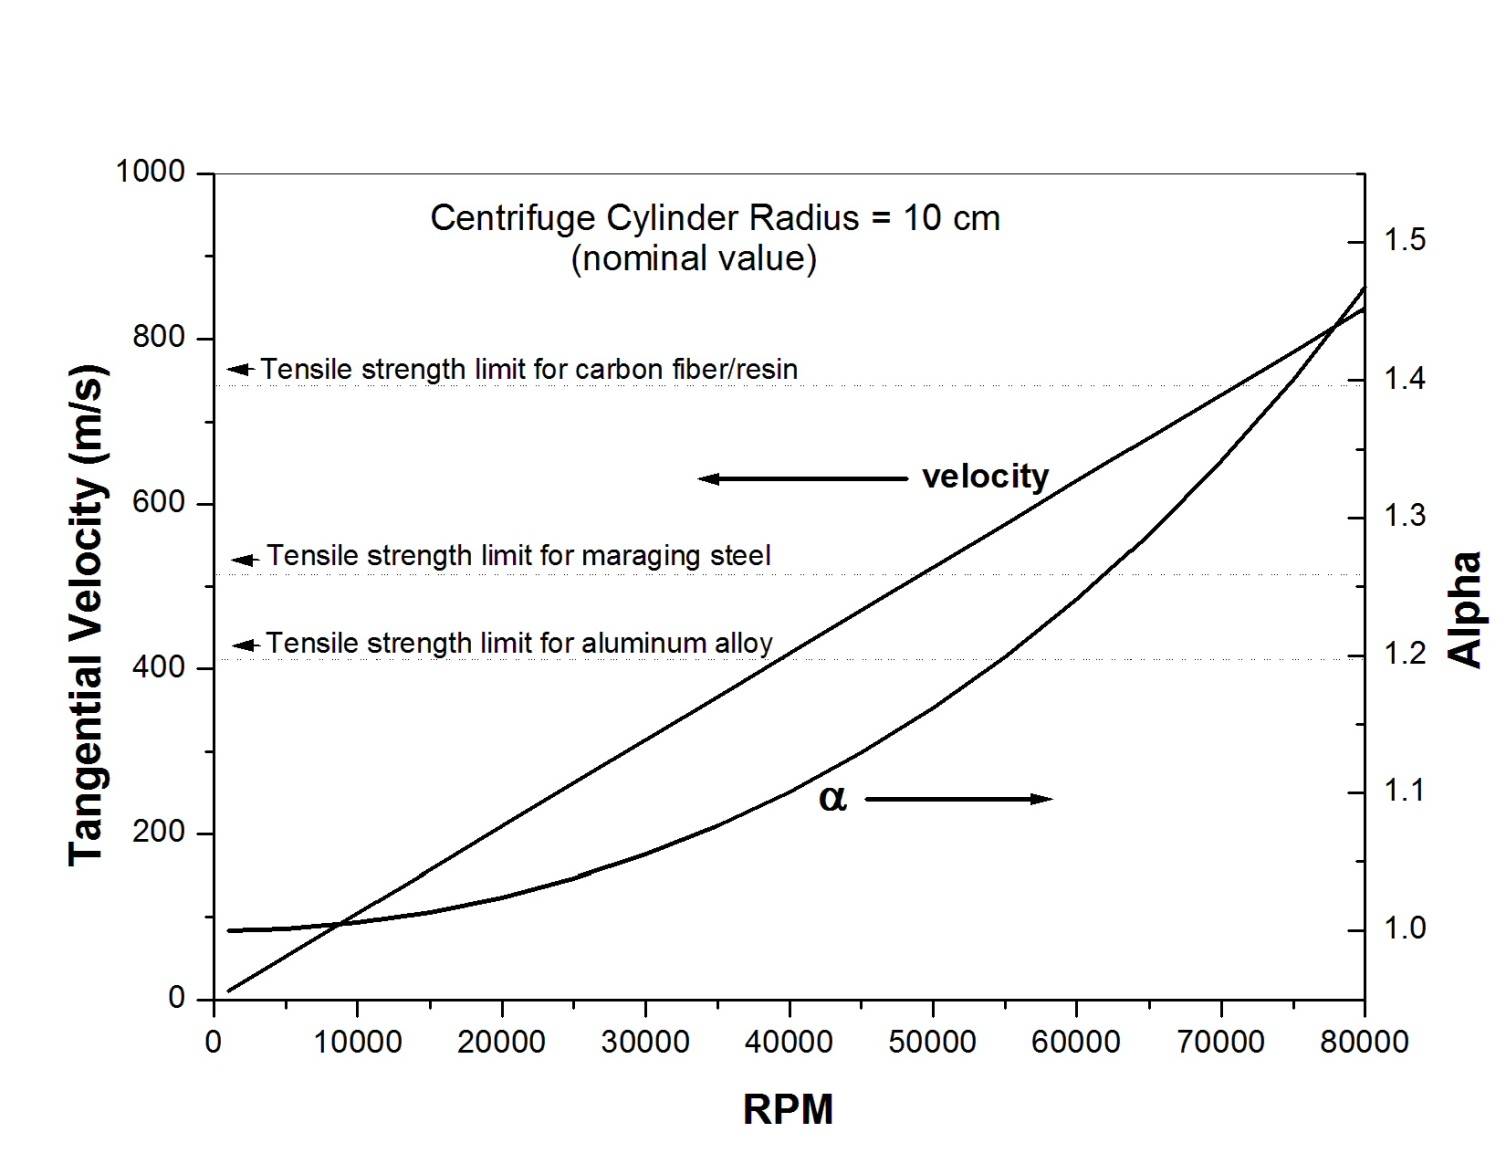 Centrifuge Cylinder Radius = 10 cm
(nominal value)
Tangential Velocity (m/s)
1000
800
600
400
200
0
Tensile strength limit for carbon fiber/resin
velocity
Tensile strength limit for maraging steel
Tensile strength limit for aluminum alloy
α
1.5
1.4
1.3
1.2
1.1
1.0
Alpha
0 10000 20000 30000 40000 50000 60000 70000 80000
RPM